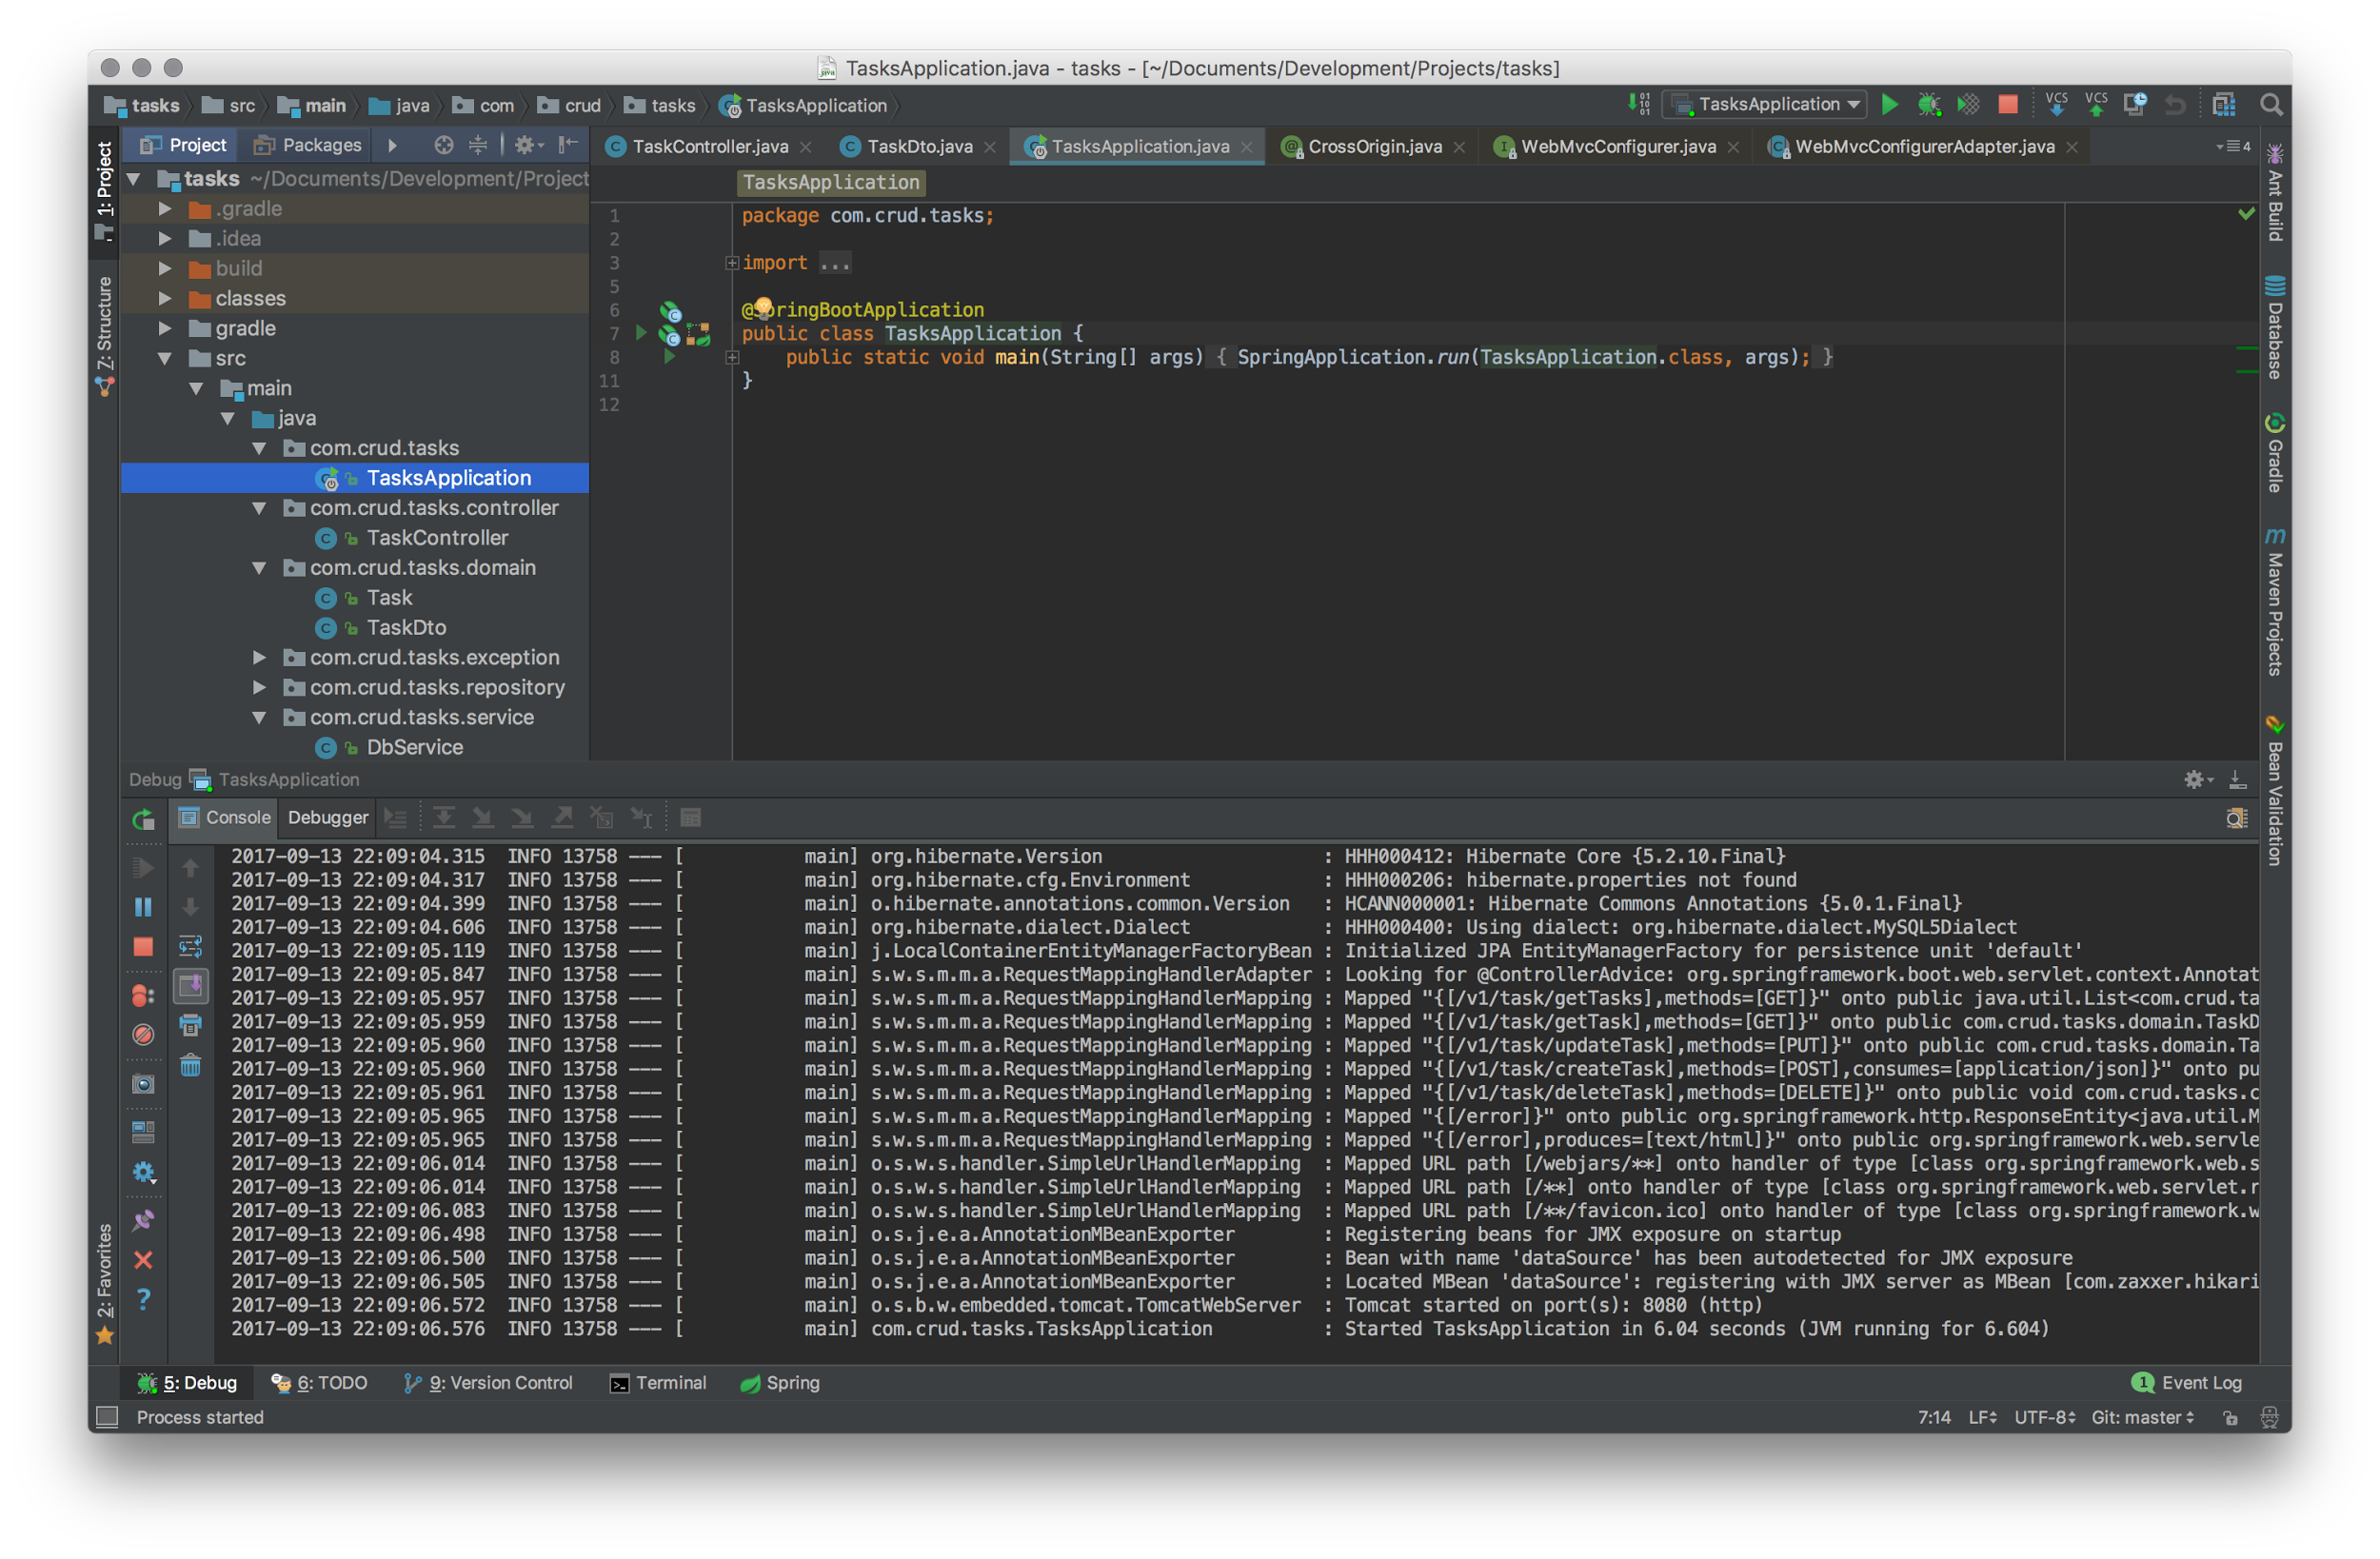 TasksApplication.java - tasks - [~/Documents/Development/Projects/tasks]
tasks src main java com crud tasks TasksApplication
TasksApplication
VCS VCS
Project Packages
TaskController.java TaskDto.java TasksApplication.java CrossOrigin.java WebMvcConfigurer.java WebMvcConfigurerAdapter.java 4
1: Project
Z: Structure
2: Favorites
tasks ~/Documents/Development/Project
.gradle
.idea
build
classes
gradle
src
main
java
com.crud.tasks
TasksApplication
com.crud.tasks.controller
TaskController
com.crud.tasks.domain
Task
TaskDto
com.crud.tasks.exception
com.crud.tasks.repository
com.crud.tasks.service
DbService
TasksApplication
1 package com.crud.tasks;
2
3 import ...
5
6 @SpringBootApplication
7 public class TasksApplication {
8 public static void main(String[] args) { SpringApplication.run(TasksApplication.class, args); }
11 }
12
Ant Build
Database
Gradle
Maven Projects
Bean Validation
Debug TasksApplication
Console Debugger
2017-09-13 22:09:04.315 INFO 13758 --- [ main] org.hibernate.Version : HHH000412: Hibernate Core {5.2.10.Final}
2017-09-13 22:09:04.317 INFO 13758 --- [ main] org.hibernate.cfg.Environment : HHH000206: hibernate.properties not found
2017-09-13 22:09:04.399 INFO 13758 --- [ main] o.hibernate.annotations.common.Version : HCANN000001: Hibernate Commons Annotations {5.0.1.Final}
2017-09-13 22:09:04.606 INFO 13758 --- [ main] org.hibernate.dialect.Dialect : HHH000400: Using dialect: org.hibernate.dialect.MySQL5Dialect
2017-09-13 22:09:05.119 INFO 13758 --- [ main] j.LocalContainerEntityManagerFactoryBean : Initialized JPA EntityManagerFactory for persistence unit 'default'
2017-09-13 22:09:05.847 INFO 13758 --- [ main] s.w.s.m.m.a.RequestMappingHandlerAdapter : Looking for @ControllerAdvice: org.springframework.boot.web.servlet.context.Annotat
2017-09-13 22:09:05.957 INFO 13758 --- [ main] s.w.s.m.m.a.RequestMappingHandlerMapping : Mapped "{[/v1/task/getTasks],methods=[GET]}" onto public java.util.List<com.crud.ta
2017-09-13 22:09:05.959 INFO 13758 --- [ main] s.w.s.m.m.a.RequestMappingHandlerMapping : Mapped "{[/v1/task/getTask],methods=[GET]}" onto public com.crud.tasks.domain.TaskD
2017-09-13 22:09:05.960 INFO 13758 --- [ main] s.w.s.m.m.a.RequestMappingHandlerMapping : Mapped "{[/v1/task/updateTask],methods=[PUT]}" onto public com.crud.tasks.domain.Ta
2017-09-13 22:09:05.960 INFO 13758 --- [ main] s.w.s.m.m.a.RequestMappingHandlerMapping : Mapped "{[/v1/task/createTask],methods=[POST],consumes=[application/json]}" onto pu
2017-09-13 22:09:05.961 INFO 13758 --- [ main] s.w.s.m.m.a.RequestMappingHandlerMapping : Mapped "{[/v1/task/deleteTask],methods=[DELETE]}" onto public void com.crud.tasks.c
2017-09-13 22:09:05.965 INFO 13758 --- [ main] s.w.s.m.m.a.RequestMappingHandlerMapping : Mapped "{[/error]}" onto public org.springframework.http.ResponseEntity<java.util.M
2017-09-13 22:09:05.965 INFO 13758 --- [ main] s.w.s.m.m.a.RequestMappingHandlerMapping : Mapped "{[/error],produces=[text/html]}" onto public org.springframework.web.servle
2017-09-13 22:09:06.014 INFO 13758 --- [ main] o.s.w.s.handler.SimpleUrlHandlerMapping : Mapped URL path [/webjars/**] onto handler of type [class org.springframework.web.s
2017-09-13 22:09:06.014 INFO 13758 --- [ main] o.s.w.s.handler.SimpleUrlHandlerMapping : Mapped URL path [/**] onto handler of type [class org.springframework.web.servlet.r
2017-09-13 22:09:06.083 INFO 13758 --- [ main] o.s.w.s.handler.SimpleUrlHandlerMapping : Mapped URL path [/**/favicon.ico] onto handler of type [class org.springframework.w
2017-09-13 22:09:06.498 INFO 13758 --- [ main] o.s.j.e.a.AnnotationMBeanExporter : Registering beans for JMX exposure on startup
2017-09-13 22:09:06.500 INFO 13758 --- [ main] o.s.j.e.a.AnnotationMBeanExporter : Bean with name 'dataSource' has been autodetected for JMX exposure
2017-09-13 22:09:06.505 INFO 13758 --- [ main] o.s.j.e.a.AnnotationMBeanExporter : Located MBean 'dataSource': registering with JMX server as MBean [com.zaxxer.hikari
2017-09-13 22:09:06.572 INFO 13758 --- [ main] o.s.b.w.embedded.tomcat.TomcatWebServer : Tomcat started on port(s): 8080 (http)
2017-09-13 22:09:06.576 INFO 13758 --- [ main] com.crud.tasks.TasksApplication : Started TasksApplication in 6.04 seconds (JVM running for 6.604)
5: Debug 6: TODO 9: Version Control Terminal Spring 1 Event Log
Process started 7:14 LF UTF-8 Git: master